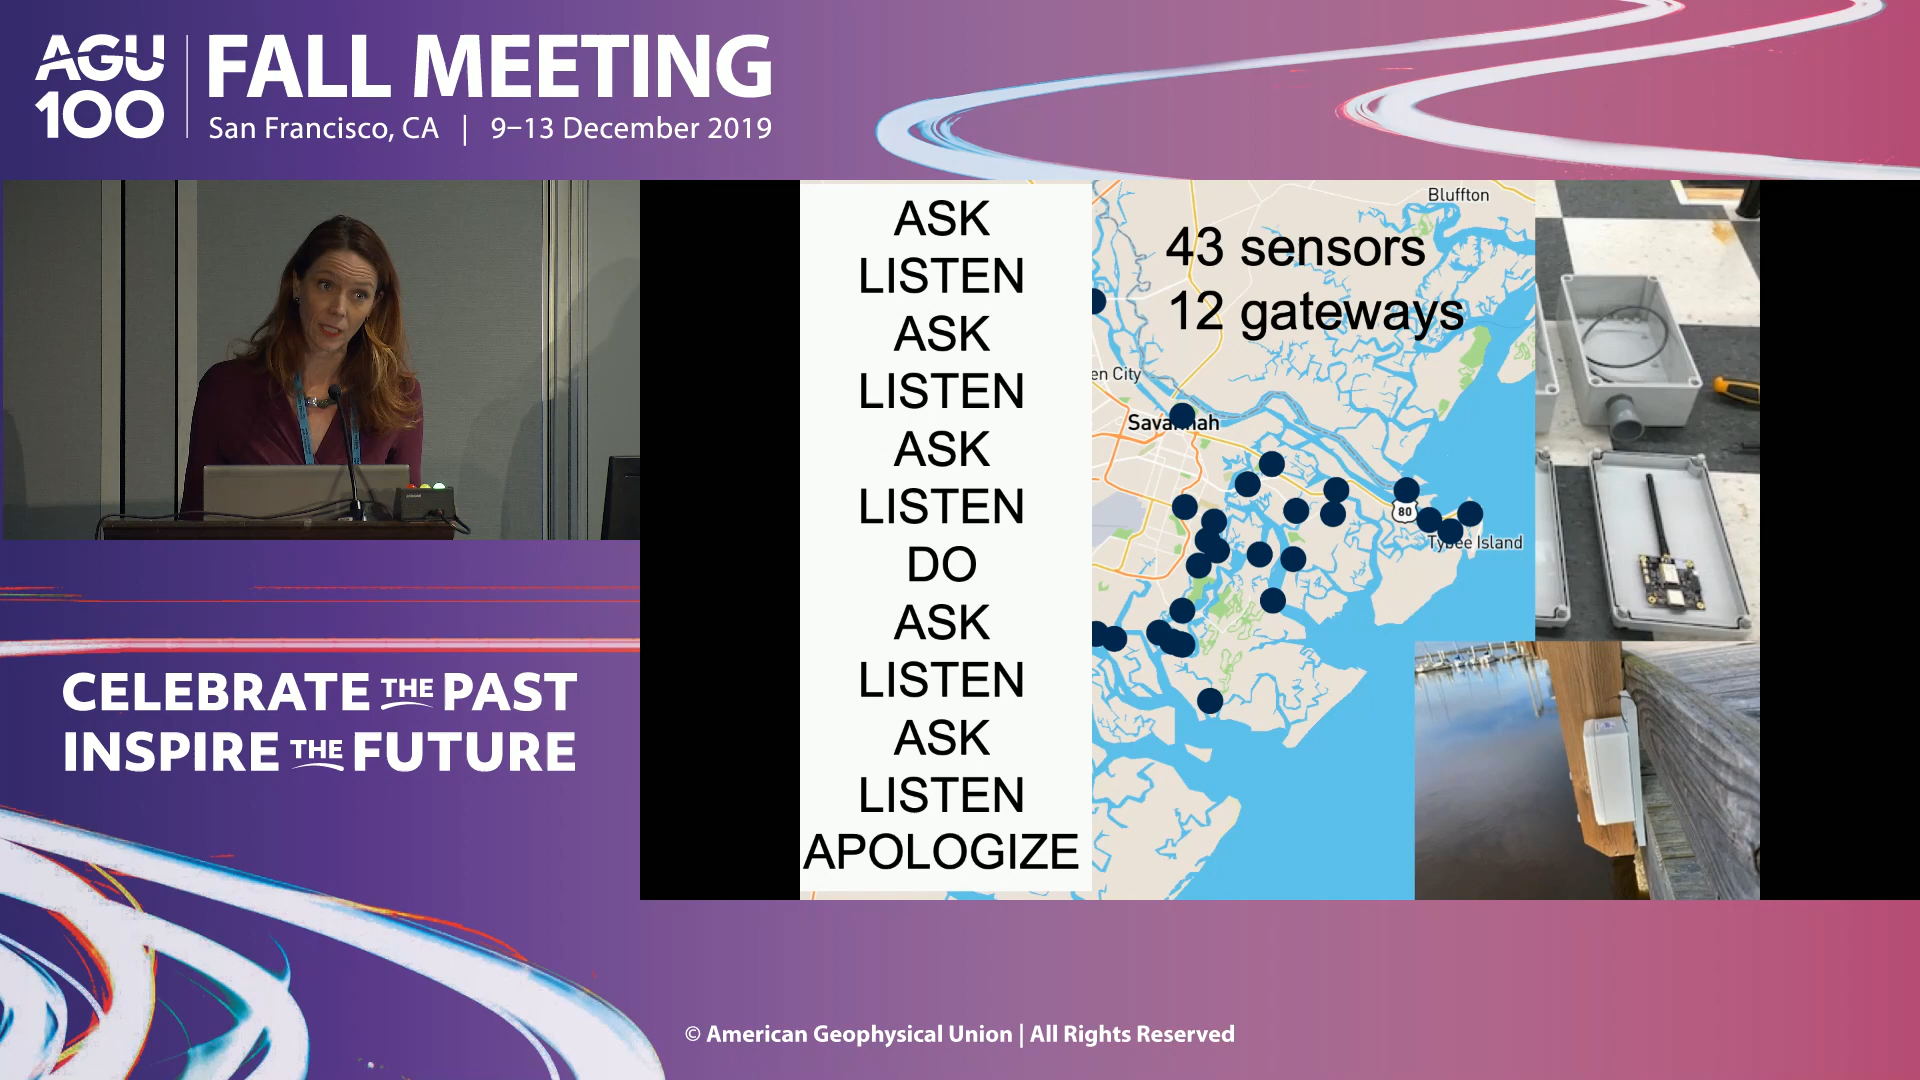 AGU
100
FALL MEETING
San Francisco, CA | 9–13 December 2019
ASK
LISTEN
ASK
LISTEN
ASK
LISTEN
DO
ASK
LISTEN
ASK
LISTEN
APOLOGIZE
43 sensors
12 gateways
Bluffton
en City
Savannah
80
Tybee Island
CELEBRATE THE PAST
INSPIRE THE FUTURE
© American Geophysical Union | All Rights Reserved